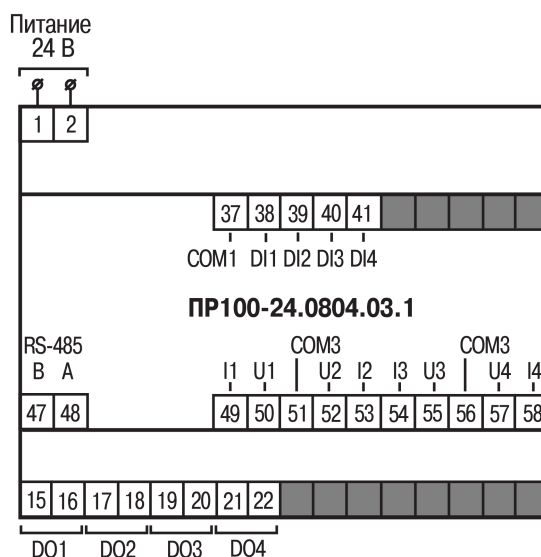 Питание
24 В
1 2
37 38 39 40 41
COM1 DI1 DI2 DI3 DI4
ПР100-24.0804.03.1
RS-485 COM3 COM3
B A I1 U1 U2 I2 I3 U3 U4 I4
47 48 49 50 51 52 53 54 55 56 57 58
15 16 17 18 19 20 21 22
DO1 DO2 DO3 DO4